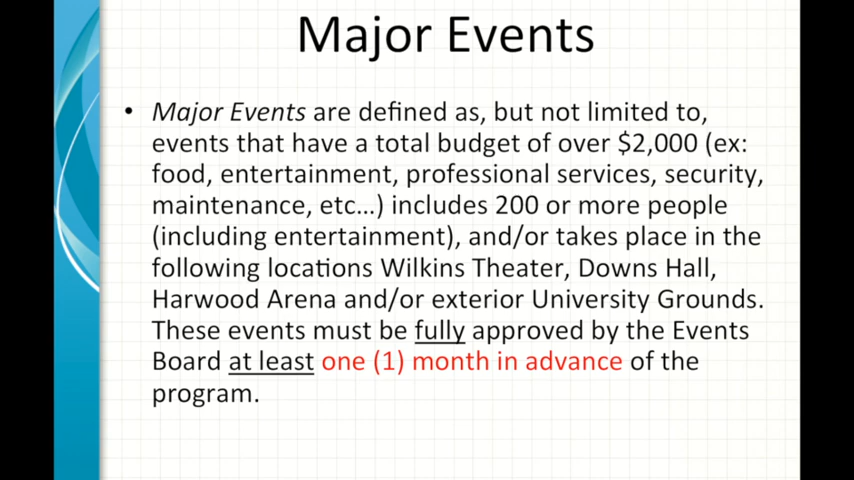 Major Events
• Major Events are defined as, but not limited to,
events that have a total budget of over $2,000 (ex:
food, entertainment, professional services, security,
maintenance, etc...) includes 200 or more people
(including entertainment), and/or takes place in the
following locations Wilkins Theater, Downs Hall,
Harwood Arena and/or exterior University Grounds.
These events must be fully approved by the Events
Board at least one (1) month in advance of the
program.